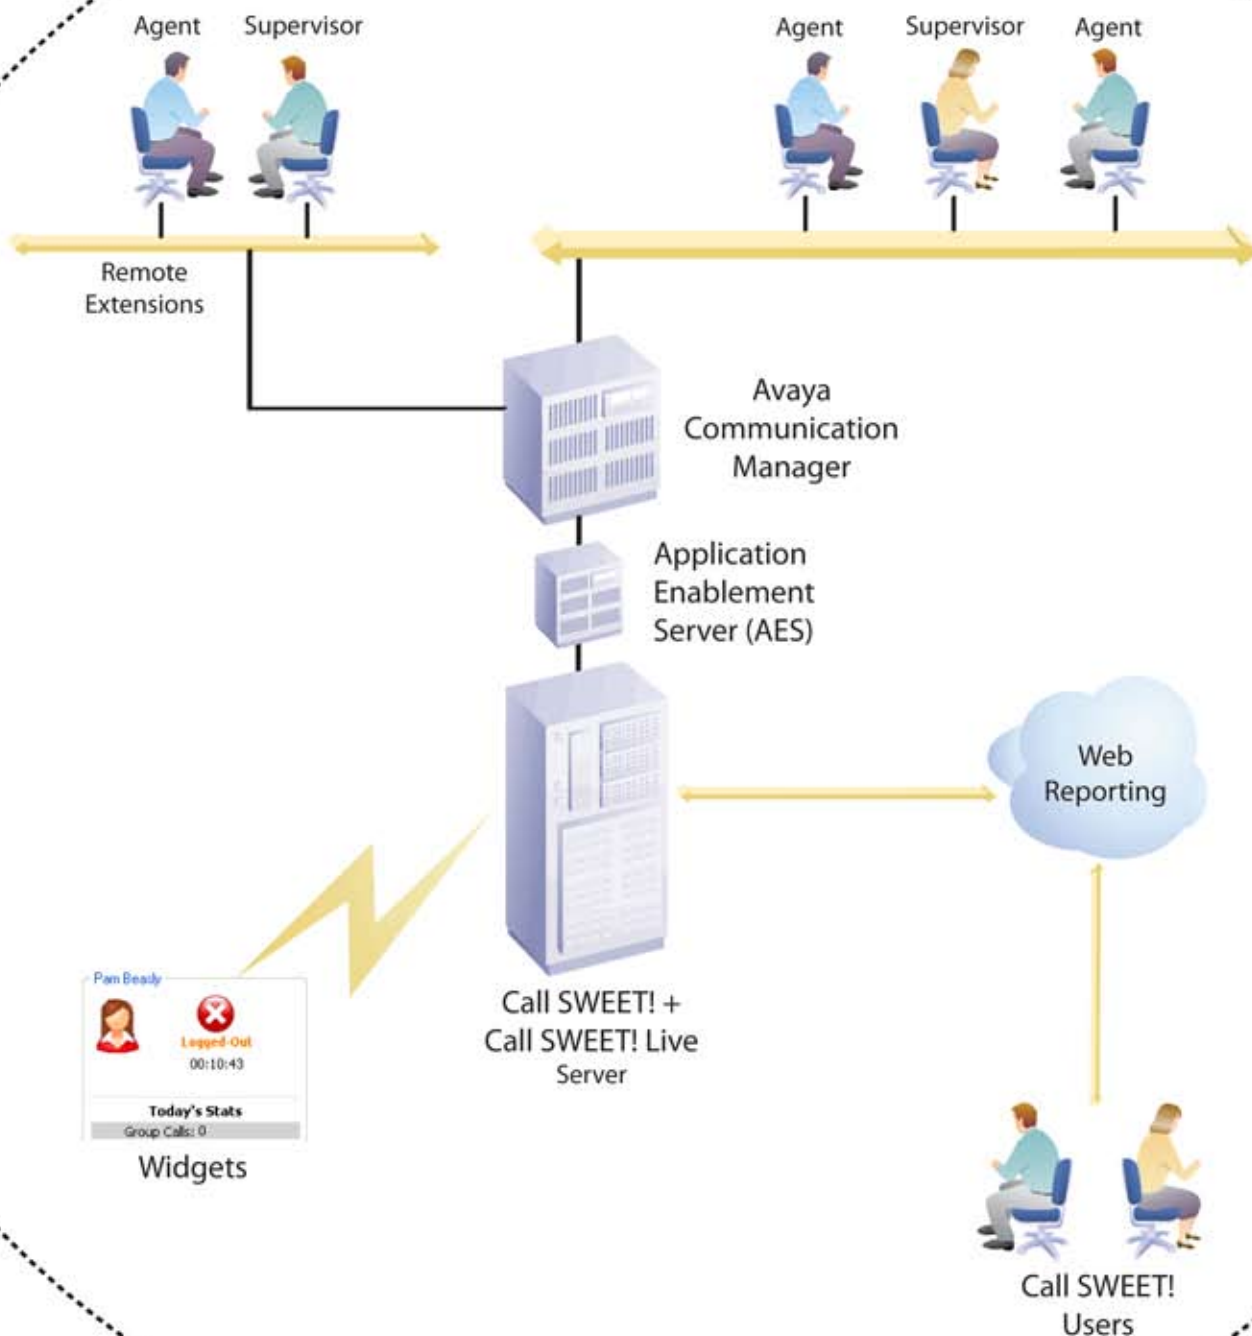 Agent
Supervisor
Agent
Supervisor
Agent
Remote
Extensions
Avaya
Communication
Manager
Application
Enablement
Server (AES)
Web
Reporting
Pam Beasly
Logged-Out
00:10:43
Today's Stats
Group Calls: 0
Widgets
Call SWEET! +
Call SWEET! Live
Server
Call SWEET!
Users